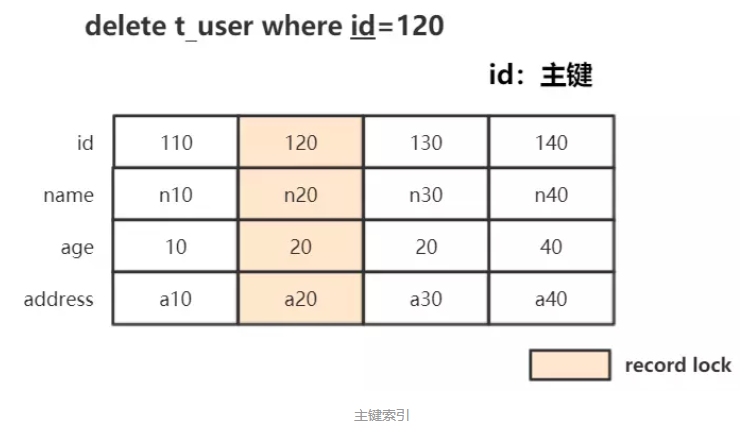 delete t_user where id=120
id：主键
id 110 120 130 140
name n10 n20 n30 n40
age 10 20 20 40
address a10 a20 a30 a40
record lock
主键索引